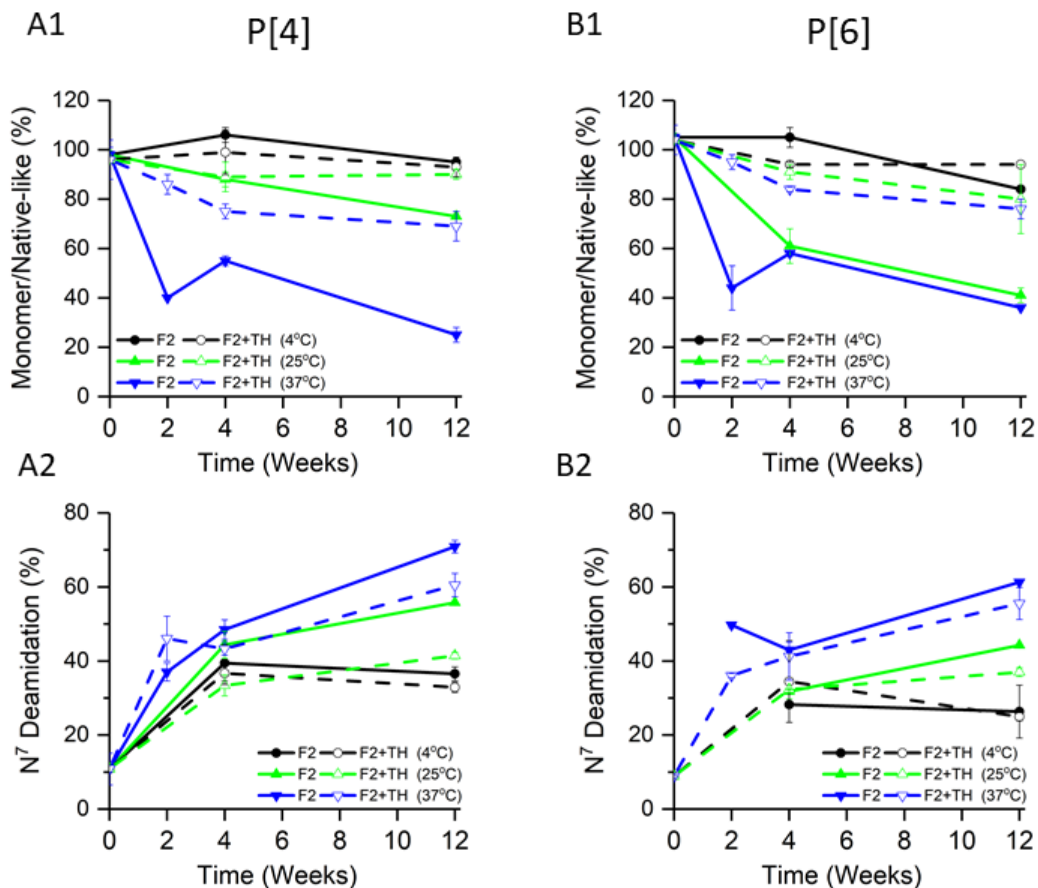 A1 P[4] B1 P[6]
Monomer/Native-like (%)
120
100
80
60
40
20
0
F2 F2+TH (4°C)
F2 F2+TH (25°C)
F2 F2+TH (37°C)
0 2 4 6 8 10 12
Time (Weeks)
Monomer/Native-like (%)
120
100
80
60
40
20
0
F2 F2+TH (4°C)
F2 F2+TH (25°C)
F2 F2+TH (37°C)
0 2 4 6 8 10 12
Time (Weeks)
A2 B2
N⁷ Deamidation (%)
80
60
40
20
0
F2 F2+TH (4°C)
F2 F2+TH (25°C)
F2 F2+TH (37°C)
0 2 4 6 8 10 12
Time (Weeks)
N⁷ Deamidation (%)
80
60
40
20
0
F2 F2+TH (4°C)
F2 F2+TH (25°C)
F2 F2+TH (37°C)
0 2 4 6 8 10 12
Time (Weeks)